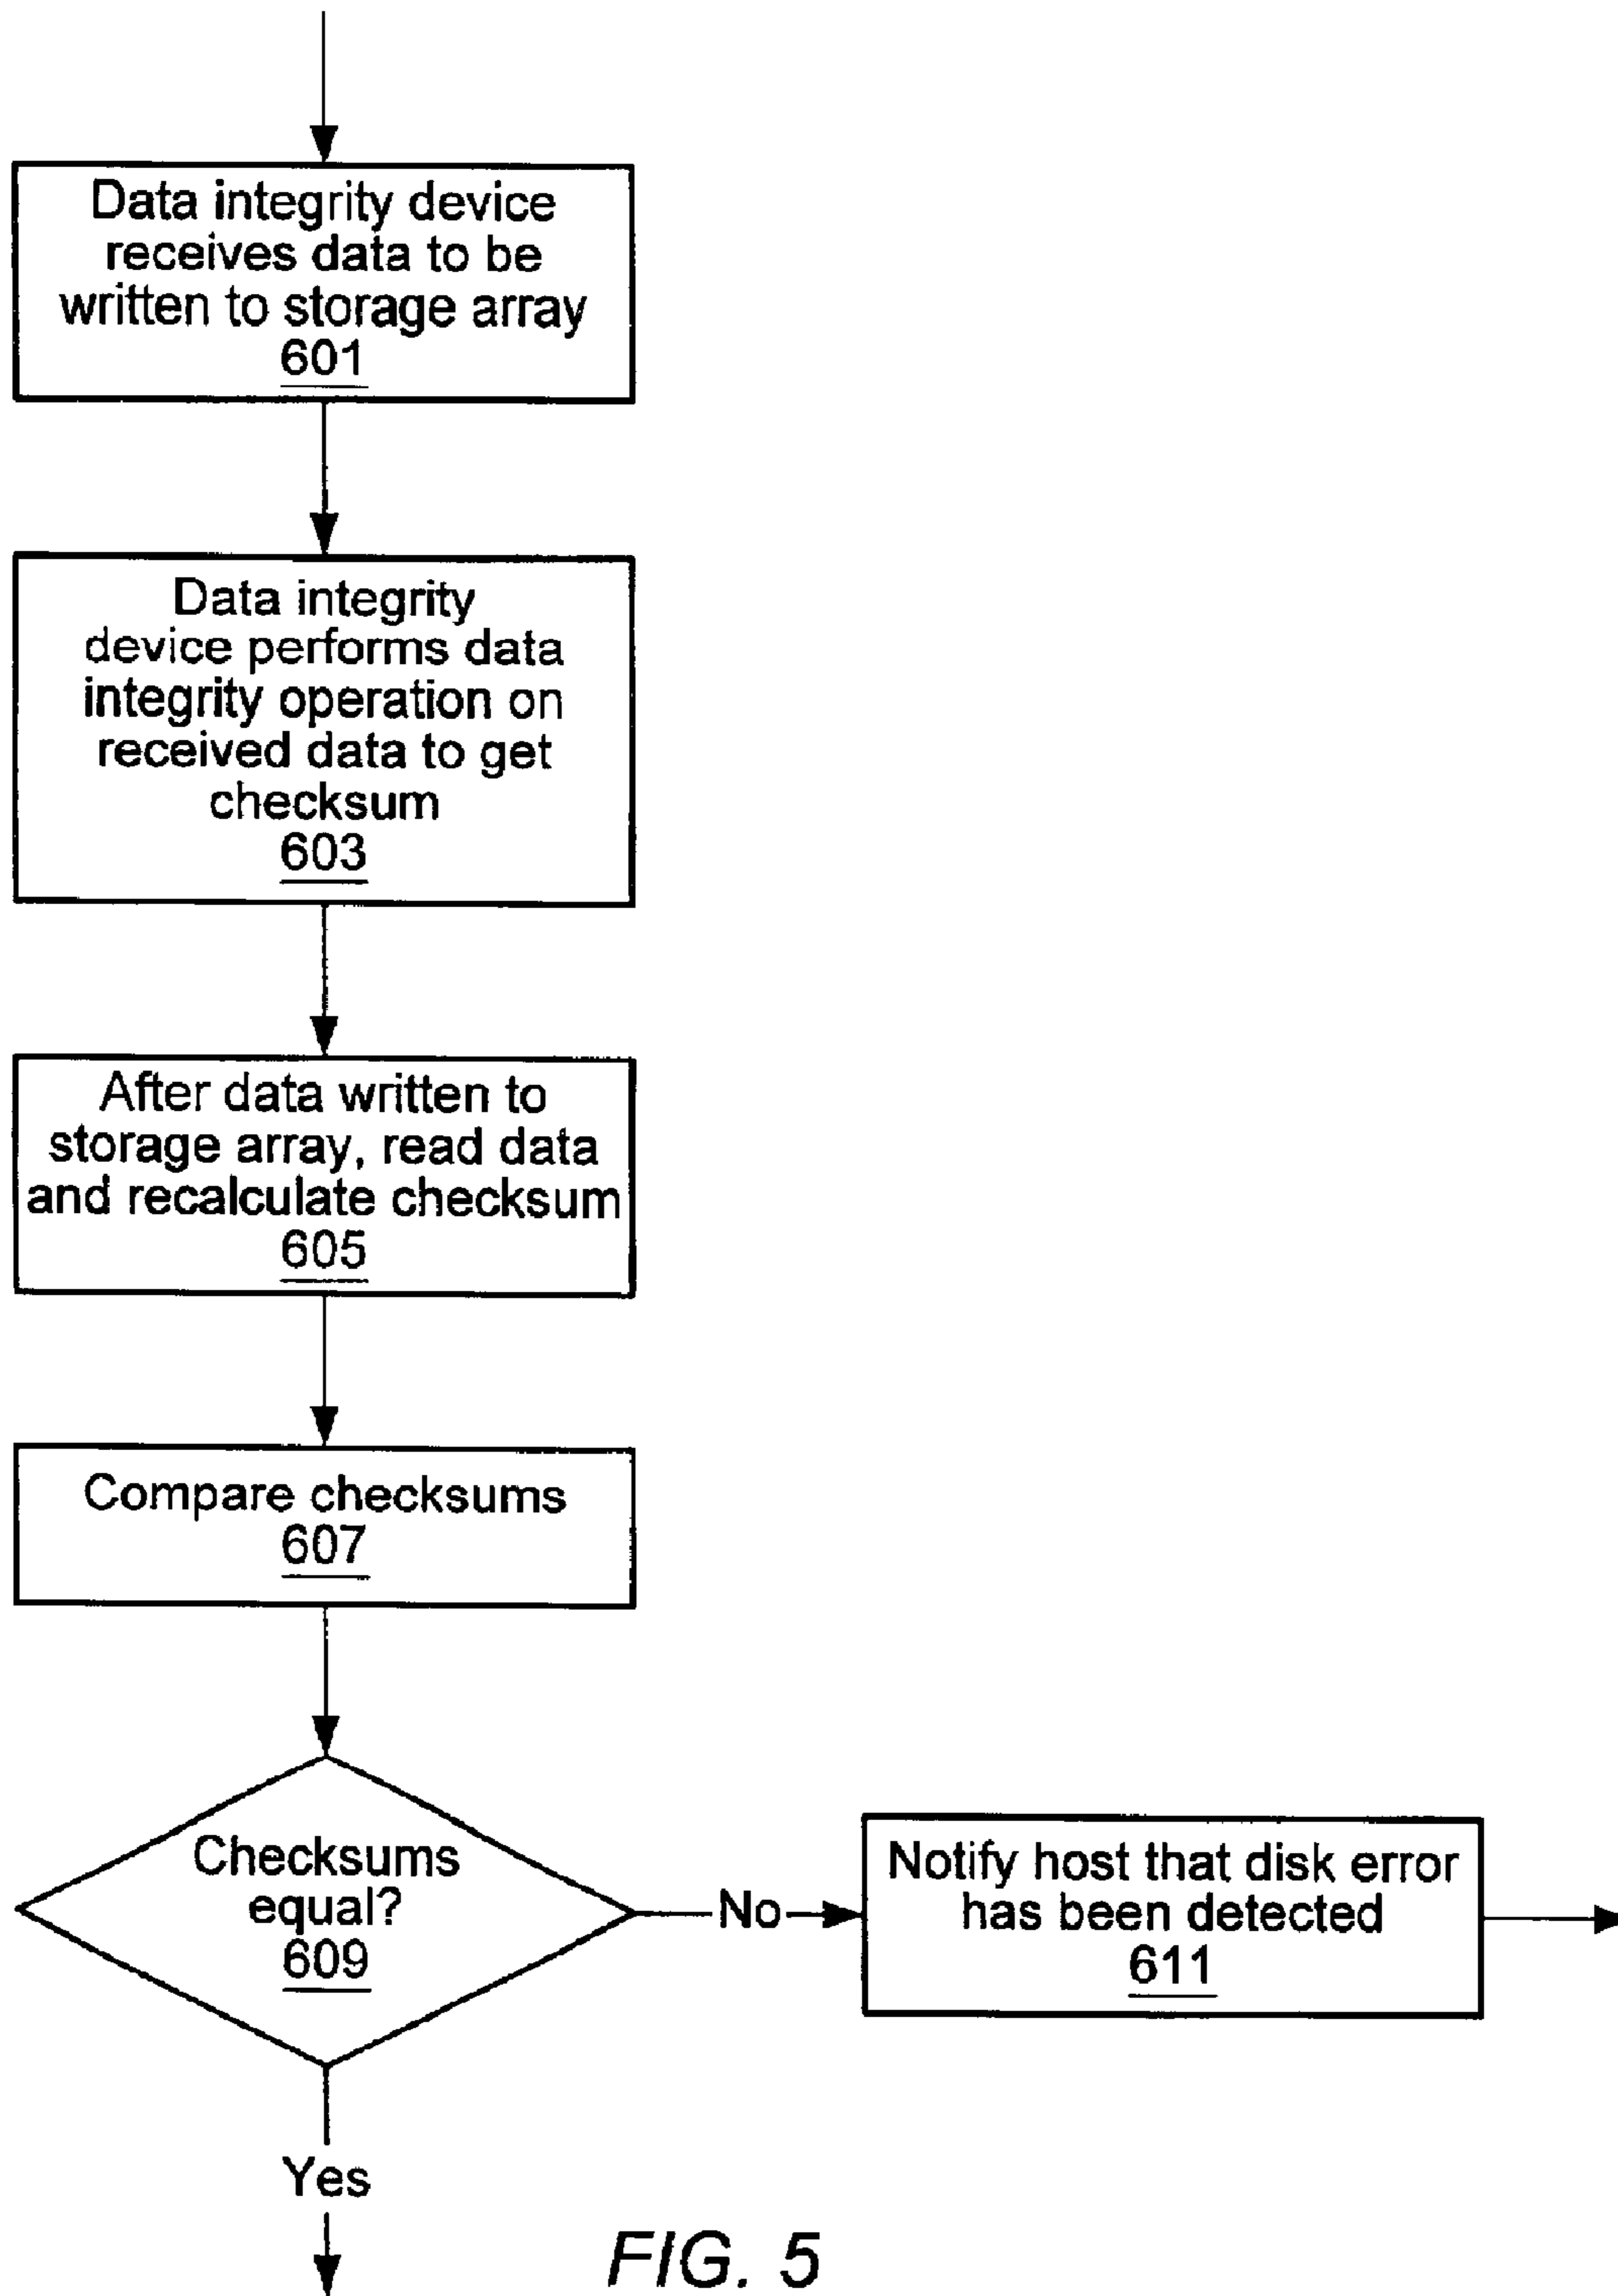 Data integrity device
receives data to be
written to storage array
601
Data integrity
device performs data
integrity operation on
received data to get
checksum
603
After data written to
storage array, read data
and recalculate checksum
605
Compare checksums
607
Checksums
equal?
609
No
Notify host that disk error
has been detected
611
Yes
FIG. 5